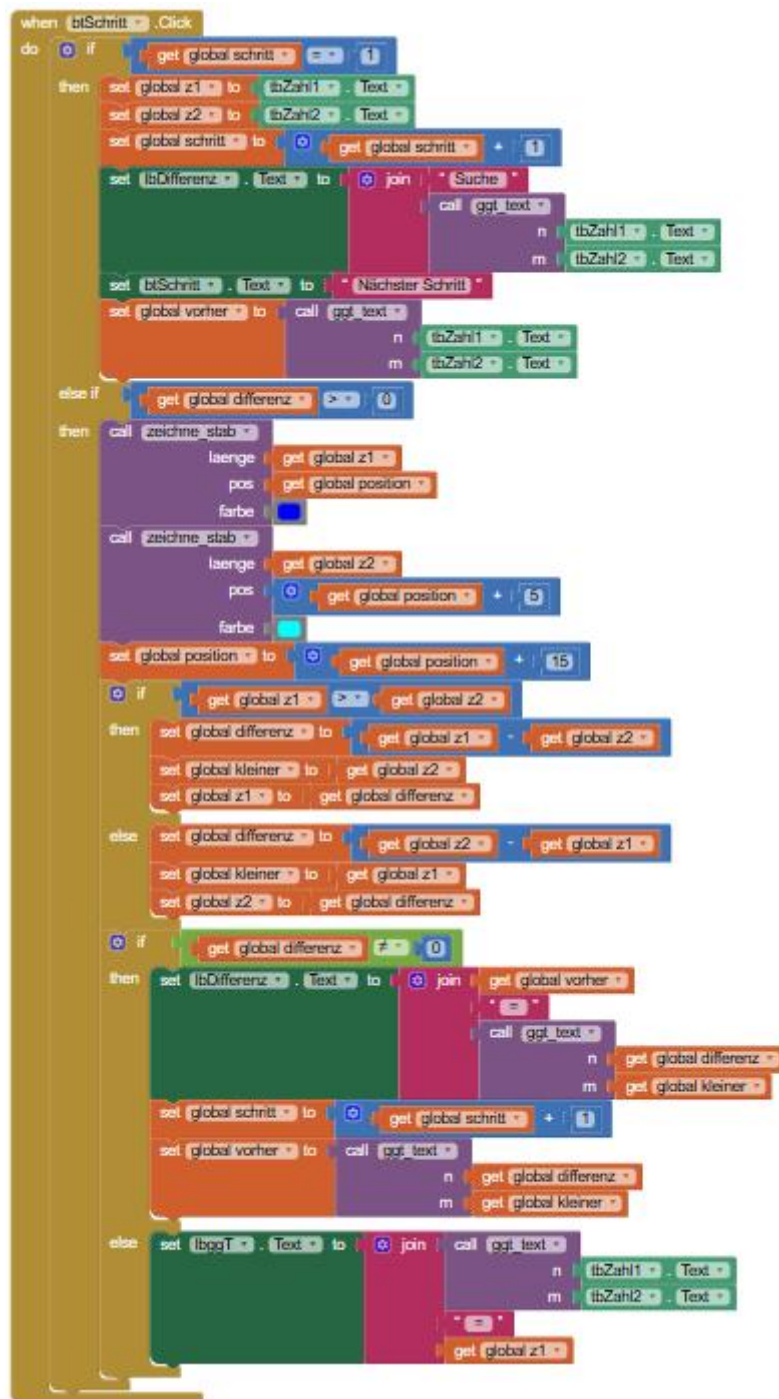 when btSchritt .Click
do if get global schritt = 1
then set global z1 to tbZahl1 . Text
set global z2 to tbZahl2 . Text
set global schritt to get global schritt + 1
set lbDifferenz . Text to join " Suche "
call ggt_text
n tbZahl1 . Text
m tbZahl2 . Text
set btSchritt . Text to " Nächster Schritt "
set global vorher to call ggt_text
n tbZahl1 . Text
m tbZahl2 . Text
else if get global differenz > 0
then call zeichne_stab
laenge get global z1
pos get global position
farbe
call zeichne_stab
laenge get global z2
pos get global position + 5
farbe
set global position to get global position + 15
if get global z1 > get global z2
then set global differenz to get global z1 - get global z2
set global kleiner to get global z2
set global z1 to get global differenz
else set global differenz to get global z2 - get global z1
set global kleiner to get global z1
set global z2 to get global differenz
if get global differenz ≠ 0
then set lbDifferenz . Text to join get global vorher
" = "
call ggt_text
n get global differenz
m get global kleiner
set global schritt to get global schritt + 1
set global vorher to call ggt_text
n get global differenz
m get global kleiner
else set lbggT . Text to join call ggt_text
n tbZahl1 . Text
m tbZahl2 . Text
" = "
get global z1